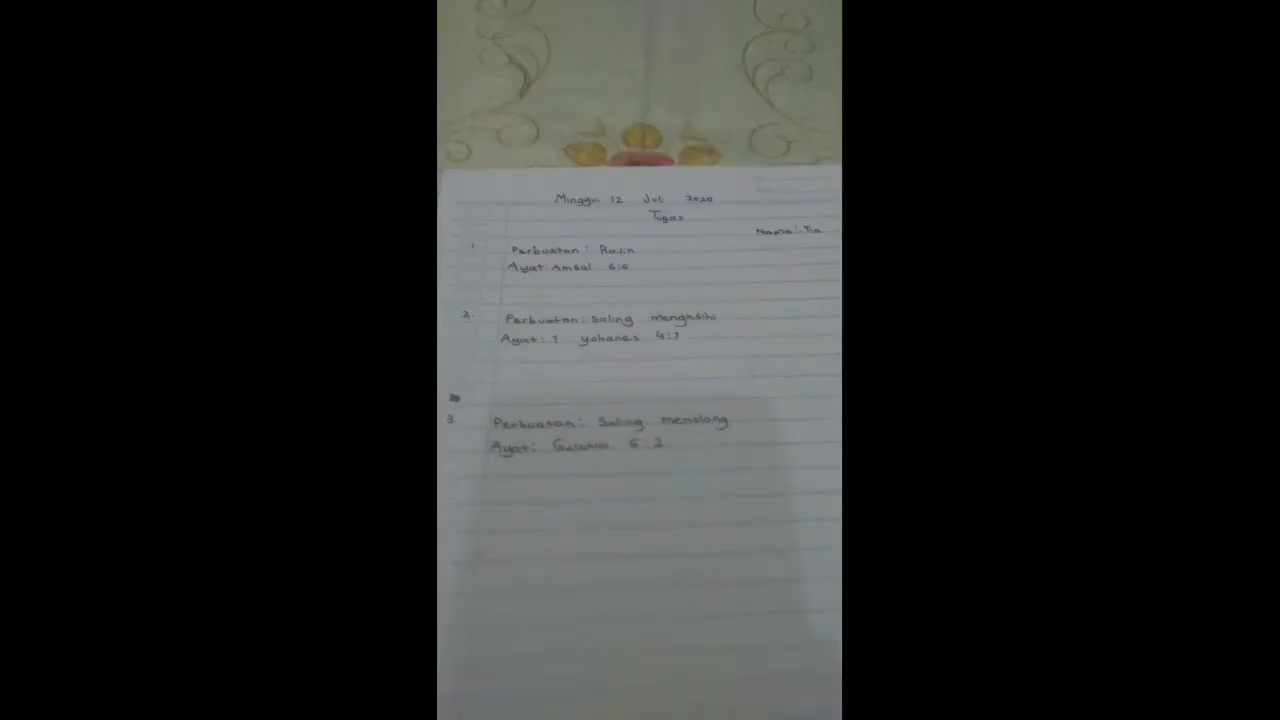 Minggu, 12 Juli 2020
Tugas
Nama: Tia
1. Perbuatan: Rajin
Ayat: Amsal 6:6
2. Perbuatan: Saling mengasihi
Ayat: 1 yohanes 4:7
3. Perbuatan: Saling menolong
Ayat: Galatia 6:2